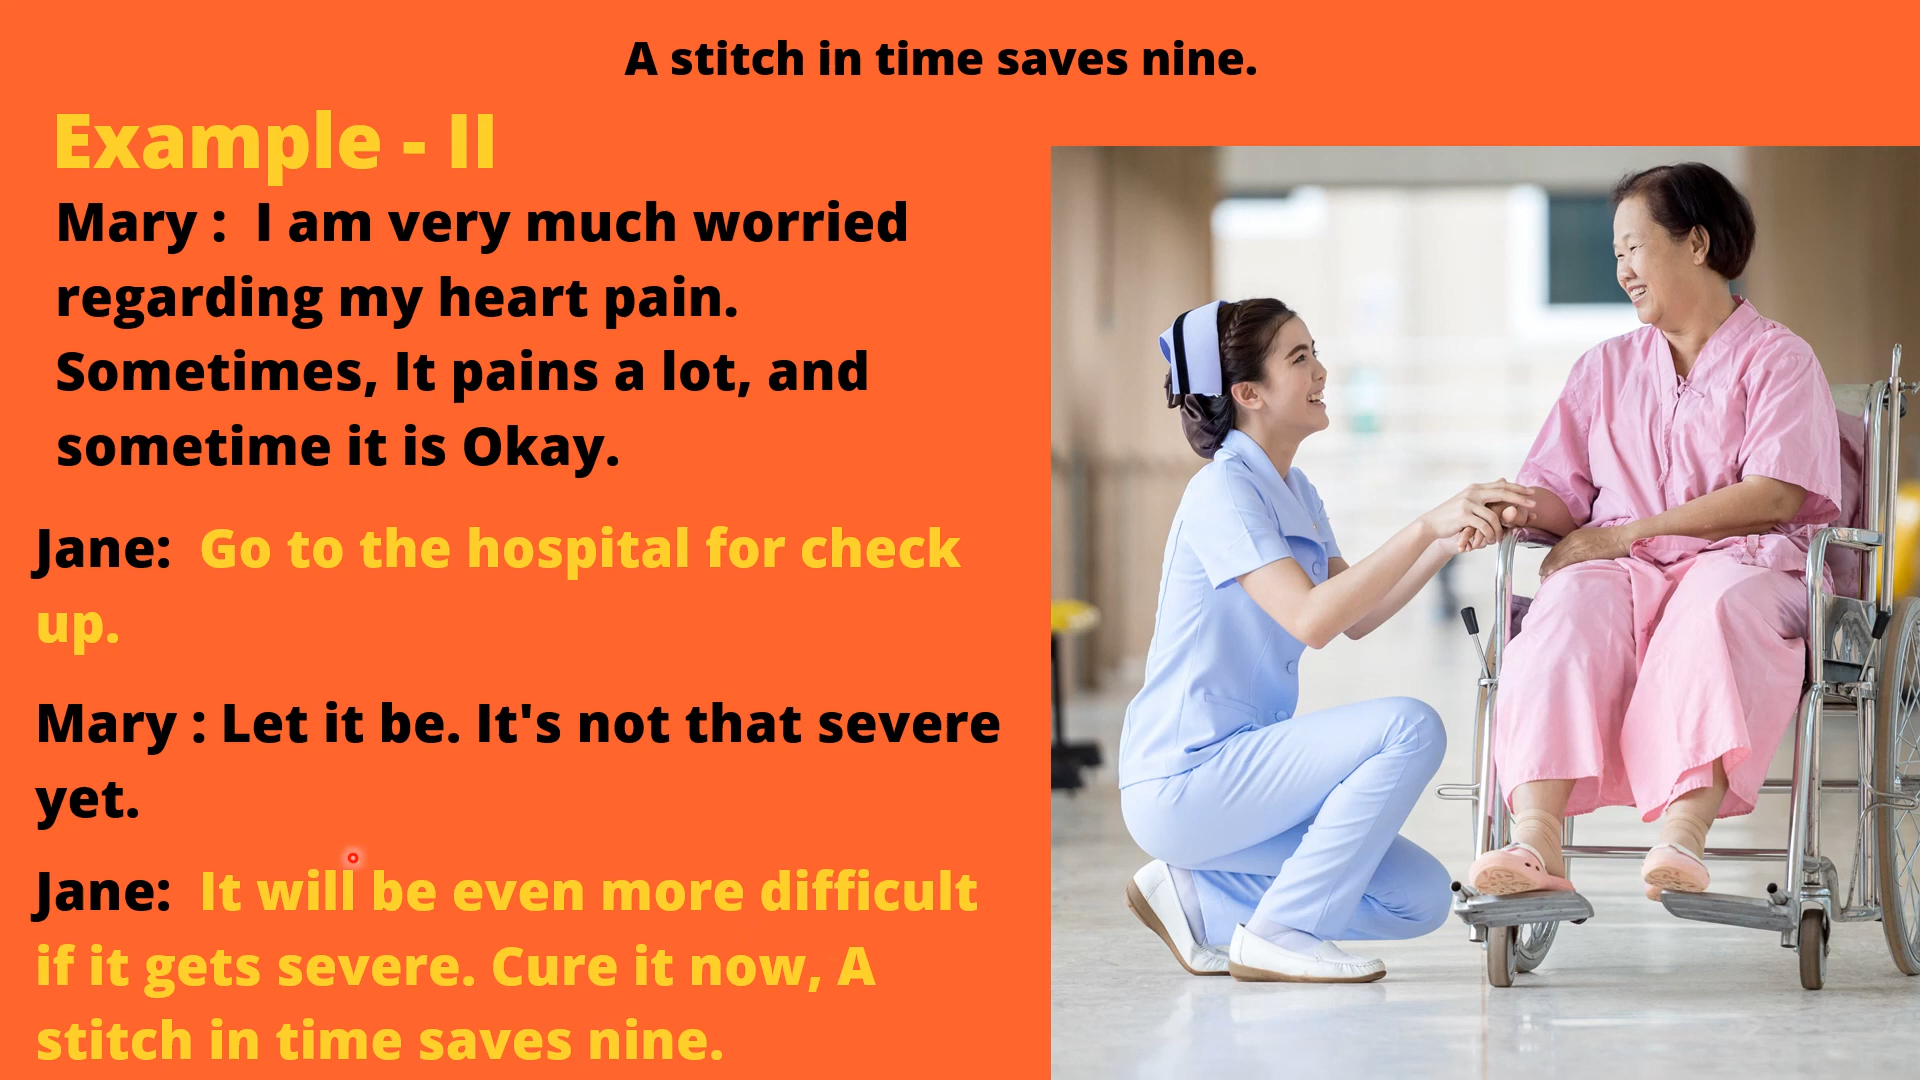 A stitch in time saves nine.
Example - II
Mary :  I am very much worried
regarding my heart pain.
Sometimes, It pains a lot, and
sometime it is Okay.
Jane:  Go to the hospital for check
up.
Mary : Let it be. It's not that severe
yet.
Jane:  It will be even more difficult
if it gets severe. Cure it now, A
stitch in time saves nine.